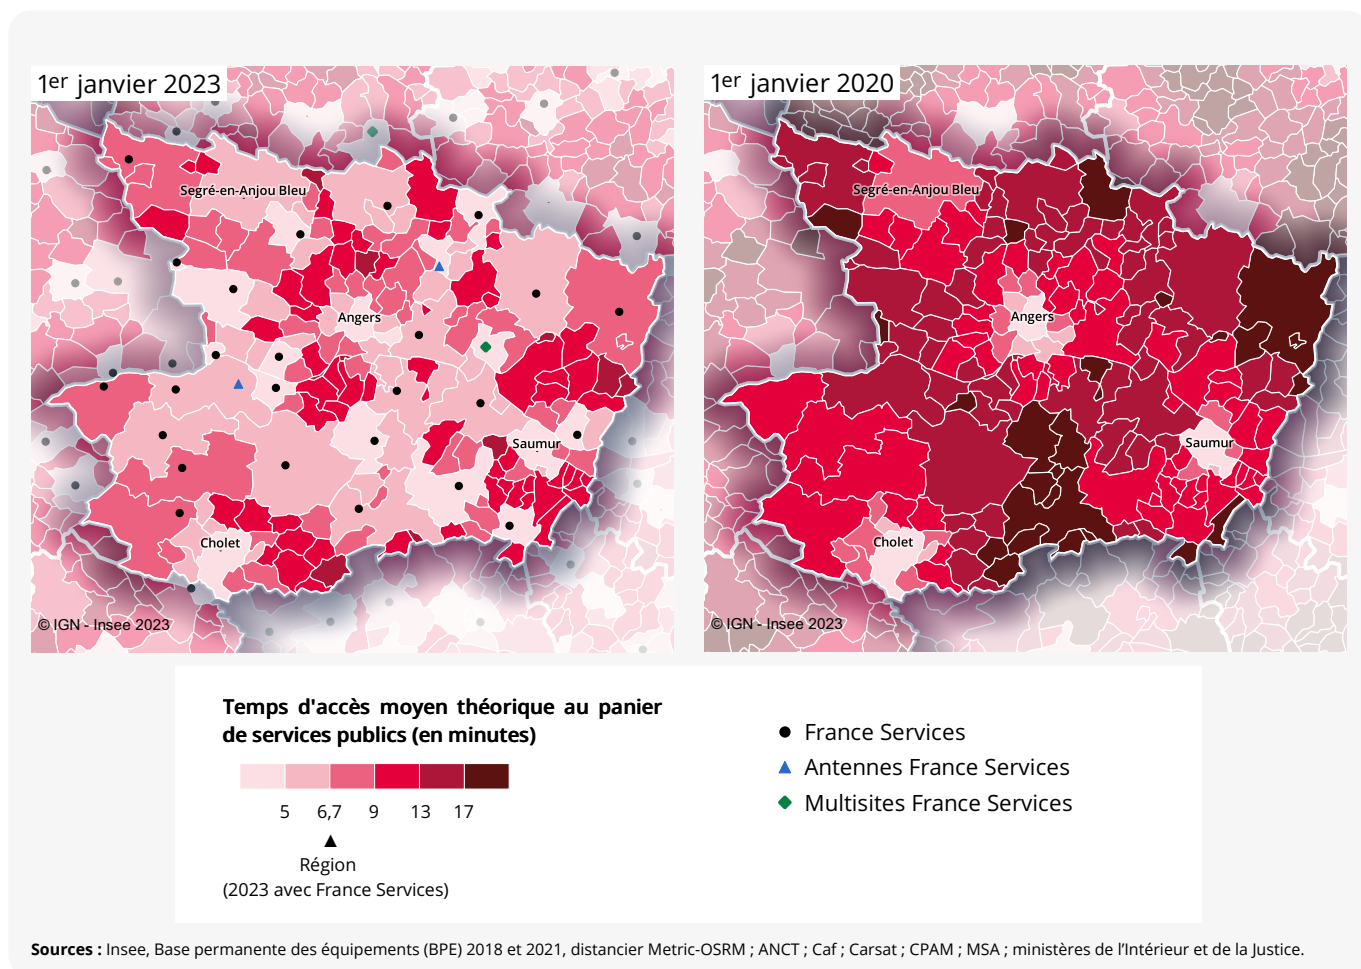 1er janvier 2023
Segré-en-Anjou Bleu
Angers
Saumur
Cholet
© IGN - Insee 2023
1er janvier 2020
Segré-en-Anjou Bleu
Angers
Saumur
Cholet
© IGN - Insee 2023
Temps d'accès moyen théorique au panier
de services publics (en minutes)
5 6,7 9 13 17
Région
(2023 avec France Services)
France Services
Antennes France Services
Multisites France Services
Sources : Insee, Base permanente des équipements (BPE) 2018 et 2021, distancier Metric-OSRM ; ANCT ; Caf ; Carsat ; CPAM ; MSA ; ministères de l’Intérieur et de la Justice.